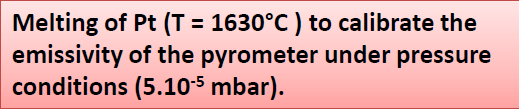 Melting of Pt (T = 1630°C ) to calibrate the
emissivity of the pyrometer under pressure
conditions (5.10⁻⁵ mbar).